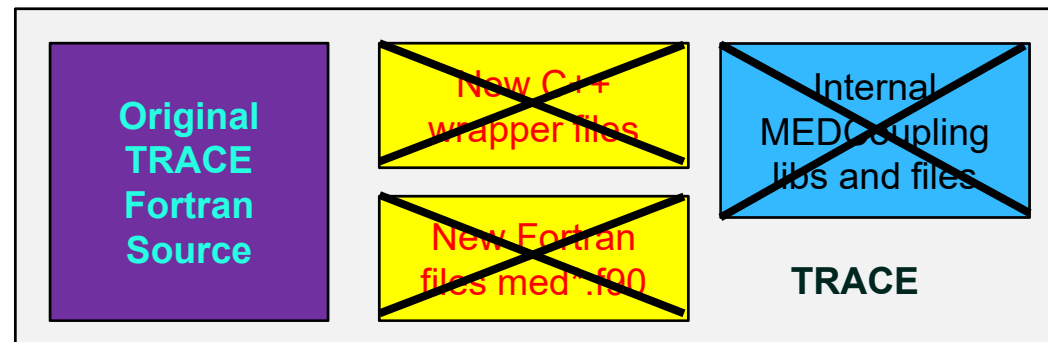 Original
TRACE
Fortran
Source
New C++
wrapper files
New Fortran
files med*.f90
Internal
MEDCoupling
libs and files
TRACE